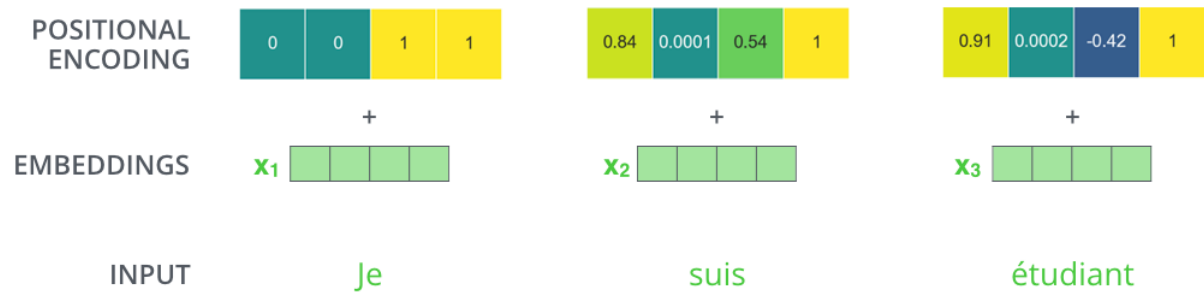 POSITIONAL
ENCODING
0 0 1 1
0.84 0.0001 0.54 1
0.91 0.0002 -0.42 1
+ + +
EMBEDDINGS x1 x2 x3
INPUT Je suis étudiant